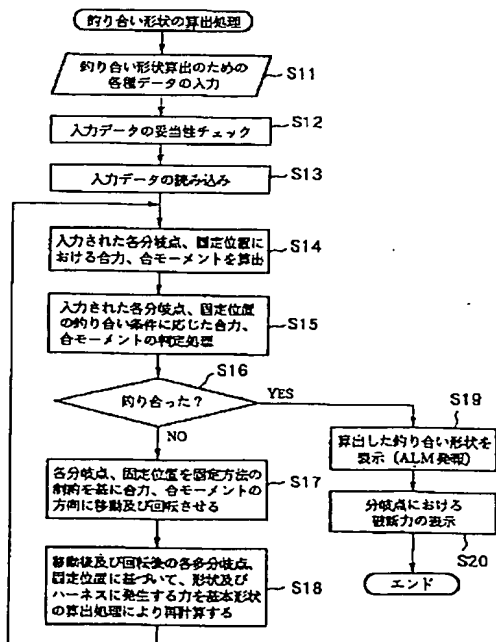 釣り合い形状の算出処理
釣り合い形状算出のための
各種データの入力
S11
入力データの妥当性チェック
S12
入力データの読み込み
S13
入力された各分岐点、固定位置に
おける合力、合モーメントを算出
S14
入力された各分岐点、固定位置
の釣り合い条件に応じた合力、
合モーメントの判定処理
S15
S16
釣り合った?
YES
NO
各分岐点、固定位置を固定方法の
制約を基に合力、合モーメントの
方向に移動及び回転させる
S17
移動後及び回転後の各多分岐点、
固定位置に基づいて、形状及び
ハーネスに発生する力を基本形状
の算出処理により再計算する
S18
S19
算出した釣り合い形状を
表示(ALM発報)
分岐点における
破断力の表示
S20
エンド